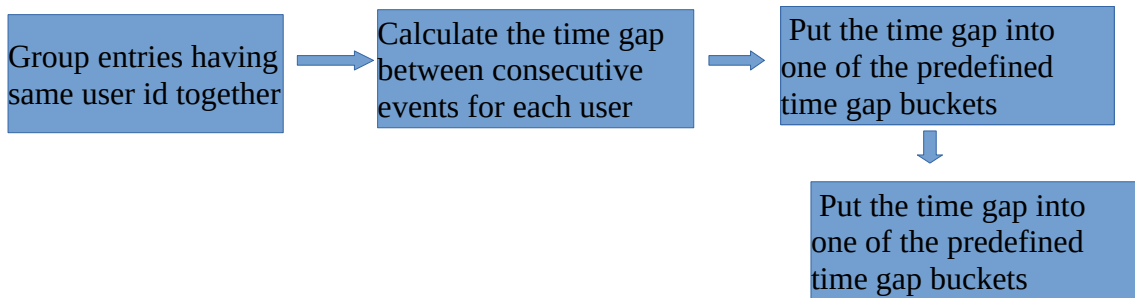 Group entries having
same user id together
Calculate the time gap
between consecutive
events for each user
Put the time gap into
one of the predefined
time gap buckets
Put the time gap into
one of the predefined
time gap buckets